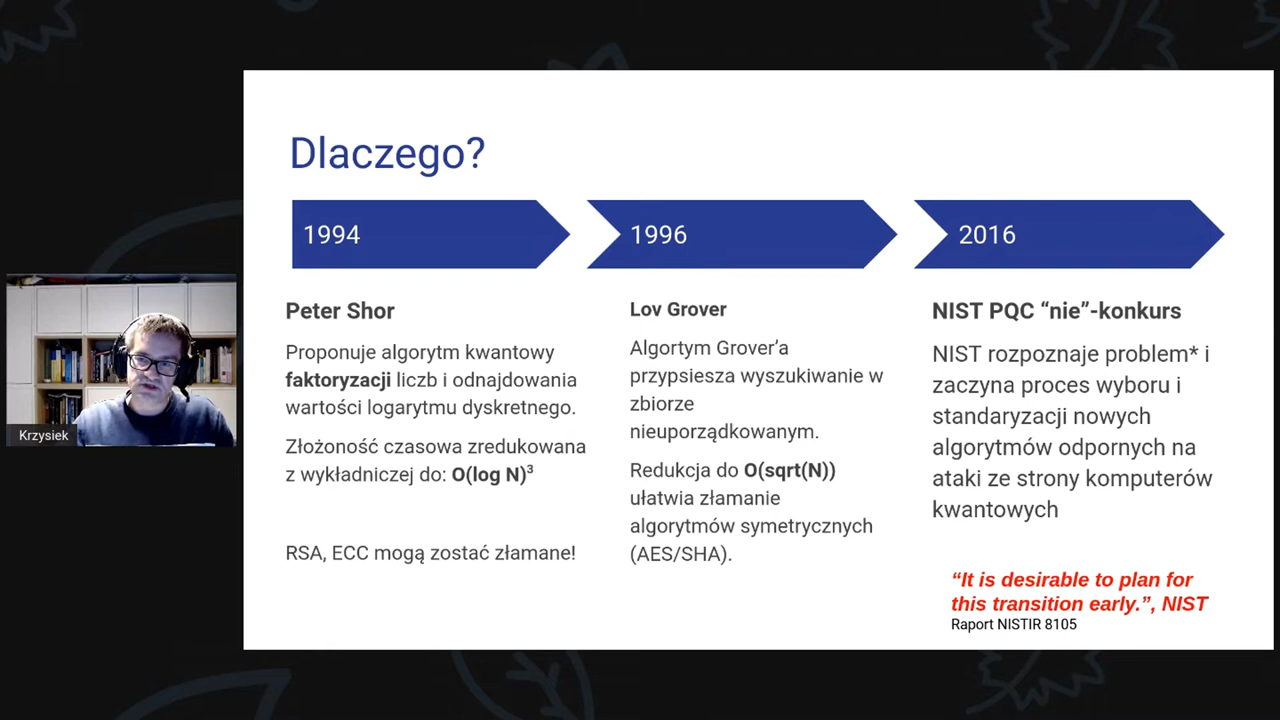 Dlaczego?
1994
1996
2016
Peter Shor
Proponuje algorytm kwantowy
faktoryzacji liczb i odnajdowania
wartości logarytmu dyskretnego.
Złożoność czasowa zredukowana
z wykładniczej do: O(log N)³
RSA, ECC mogą zostać złamane!
Lov Grover
Algortym Grover’a
przypsiesza wyszukiwanie w
zbiorze
nieuporządkowanym.
Redukcja do O(sqrt(N))
ułatwia złamanie
algorytmów symetrycznych
(AES/SHA).
NIST PQC “nie”-konkurs
NIST rozpoznaje problem* i
zaczyna proces wyboru i
standaryzacji nowych
algorytmów odpornych na
ataki ze strony komputerów
kwantowych
“It is desirable to plan for
this transition early.”, NIST
Raport NISTIR 8105
Krzysiek